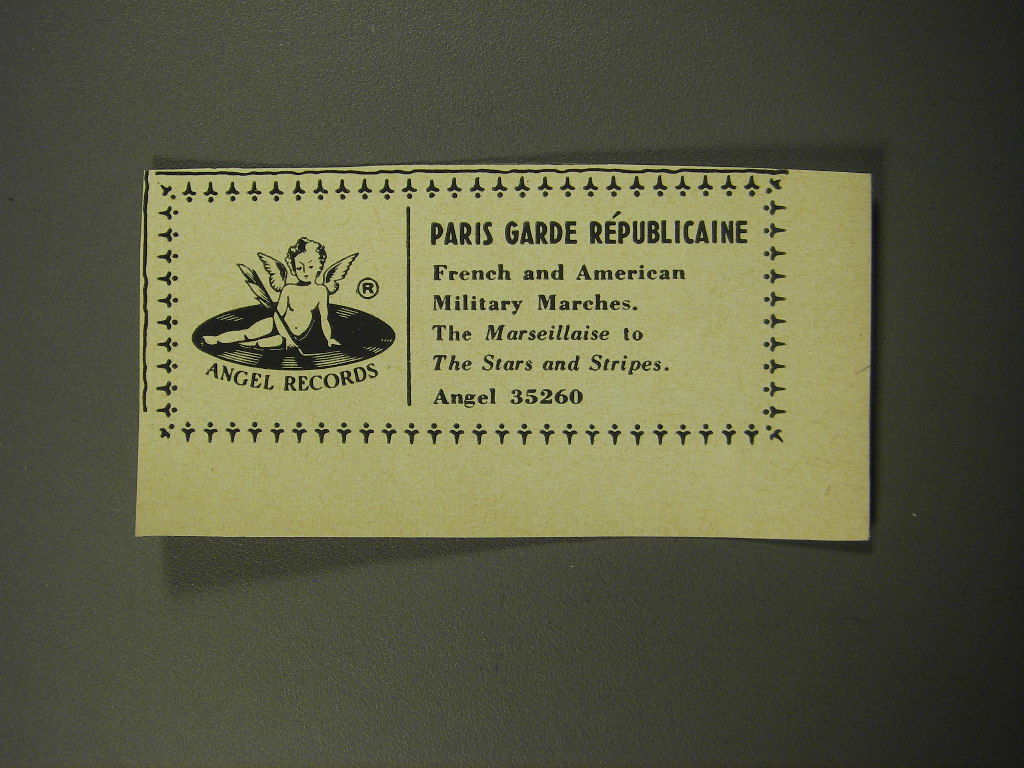 ANGEL RECORDS
®
PARIS GARDE RÉPUBLICAINE
French and American
Military Marches.
The Marseillaise to
The Stars and Stripes.
Angel 35260